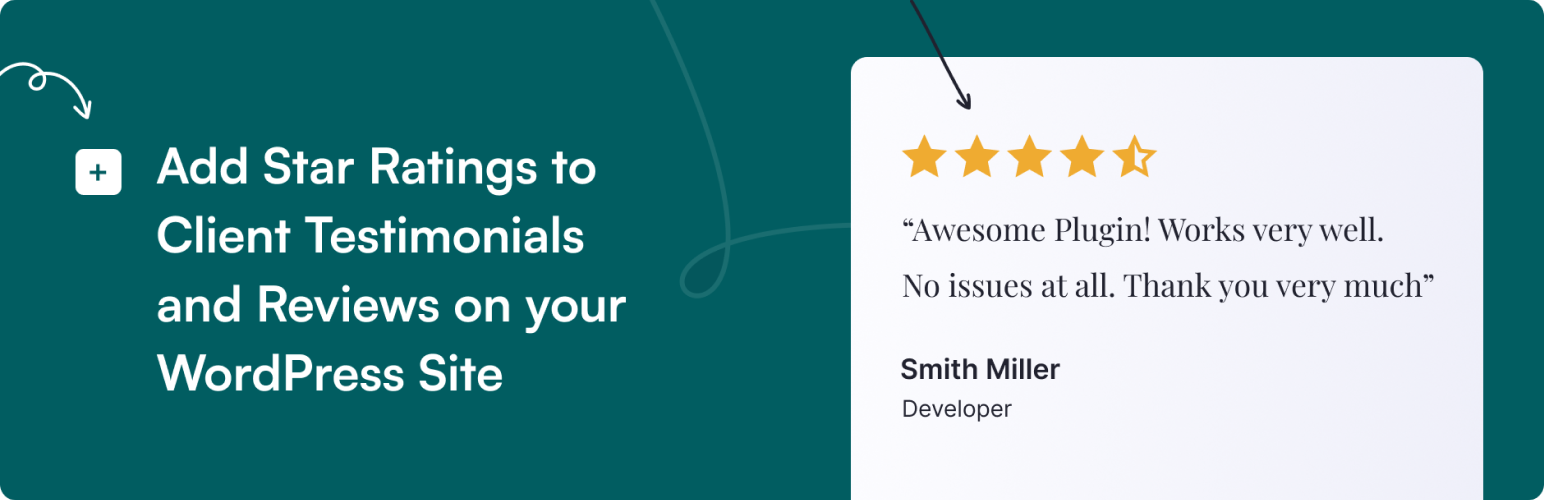 Add Star Ratings to
Client Testimonials
and Reviews on your
WordPress Site
“Awesome Plugin! Works very well.
No issues at all. Thank you very much”
Smith Miller
Developer